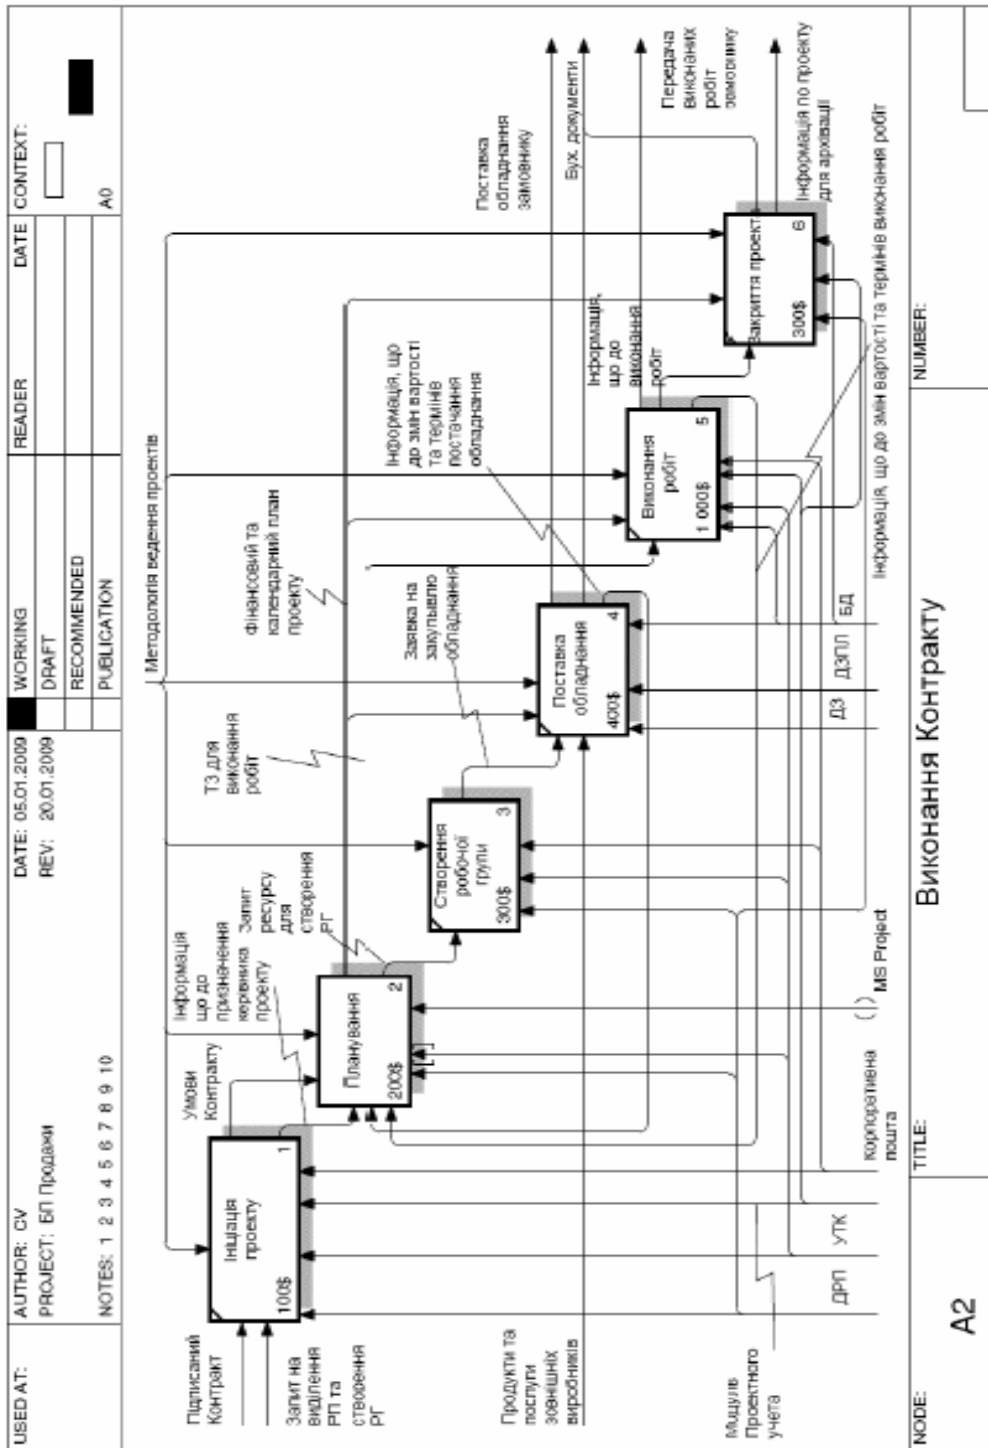 USED AT:
AUTHOR: CV
PROJECT: БП Продажи
NOTES: 1 2 3 4 5 6 7 8 9 10
DATE: 05.01.2009
REV: 20.01.2009
WORKING
DRAFT
RECOMMENDED
PUBLICATION
READER
DATE
CONTEXT:
A0
Методологія ведення проектів
Підписаний
Контракт
Запит на
виділення
РП та
створення
РГ
Ініціація
проекту
100$
1
Умови
Контракту
Інформація
що до
призначення
керівника
проекту
Планування
200$
2
Запит
ресурсу
для
створення
РГ
Створення
робочої
групи
300$
3
ТЗ для
виконання
робіт
Фінансовий та
календарний план
проекту
Заявка на
закупывлю
обладнання
Поставка
обладнання
400$
4
Інформація, що
до змін вартості
та термінів
постачання
обладнання
Виконання
робіт
1 000$
5
Інформація,
що до
виконання
робіт
Закриття проекта
300$
6
Поставка
обладнання
замовнику
Бух. документи
Передача
виконаних
робіт
замовнику
Інформація по проекту
для архівації
Інформація, що до змін вартості та термінів виконання робіт
Продукти та
послуги
зовнішніх
виробників
Модуль
Проектного
учета
ДРП
УТК
Корпоративна
пошта
( ) MS Project
ДЗ
ДЗПЛ
БД
NODE:
A2
TITLE:
Виконання Контракту
NUMBER: